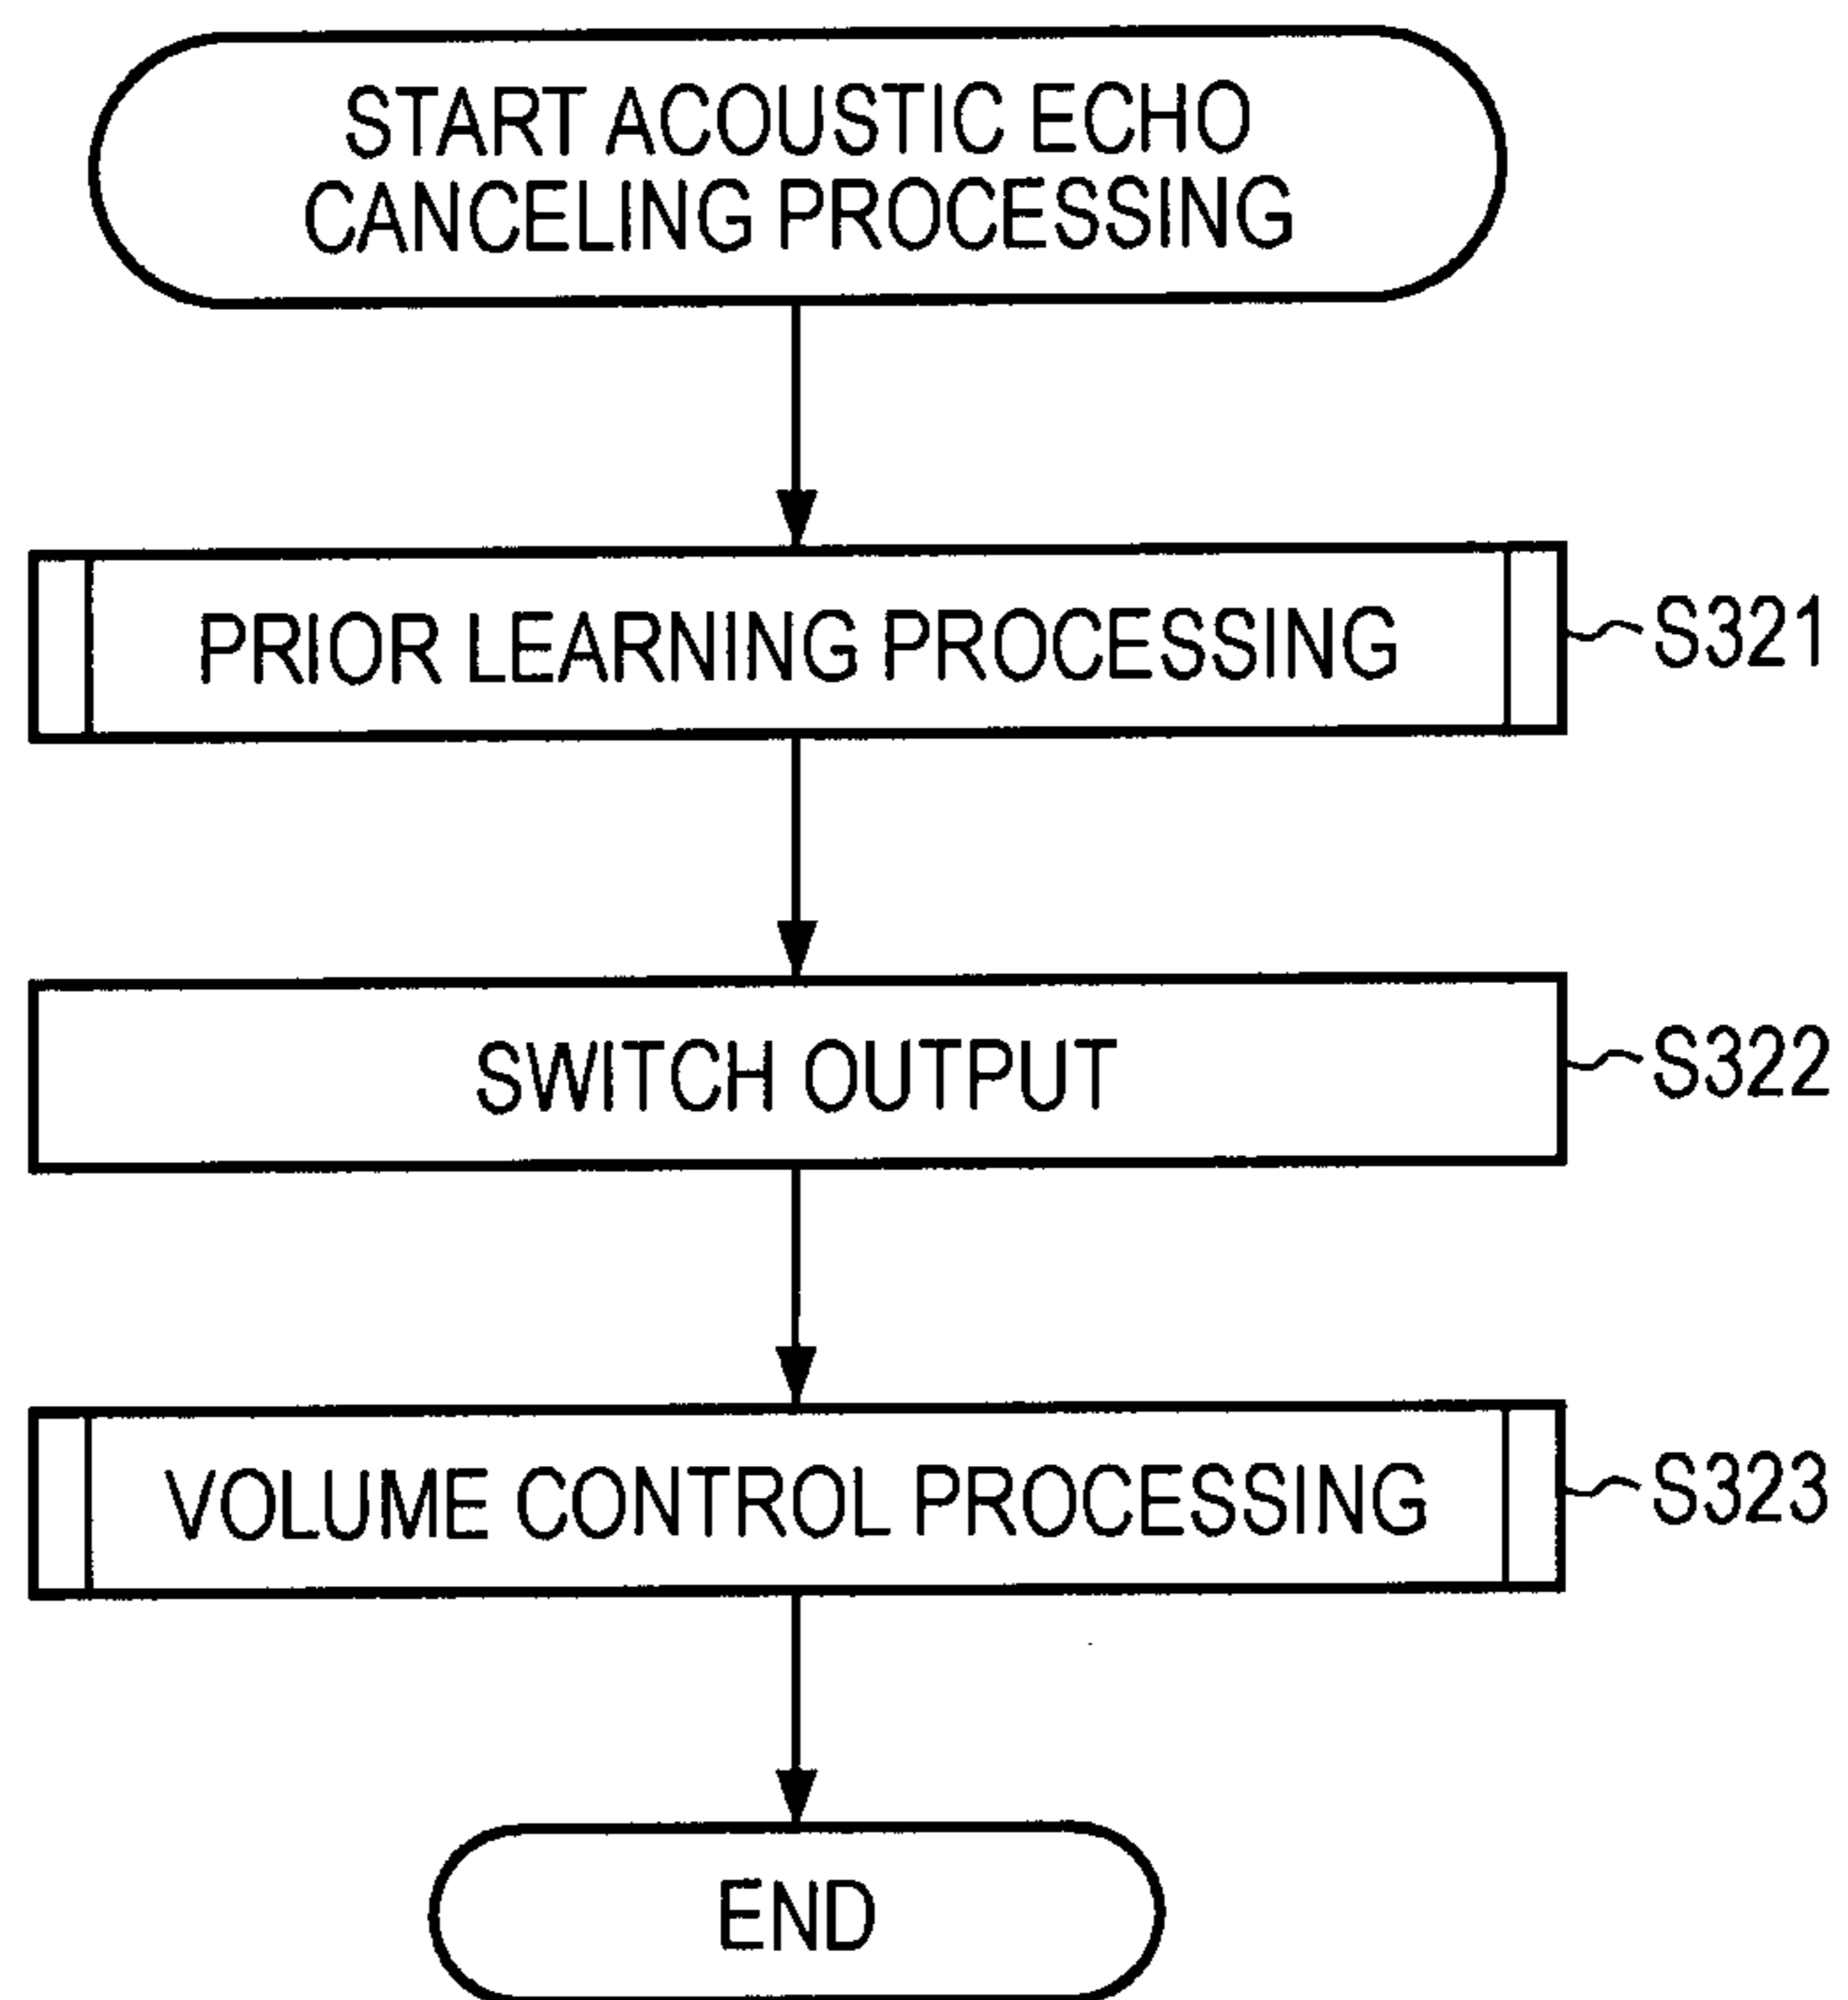 START ACOUSTIC ECHO
CANCELING PROCESSING
PRIOR LEARNING PROCESSING
S321
SWITCH OUTPUT
S322
VOLUME CONTROL PROCESSING
S323
END